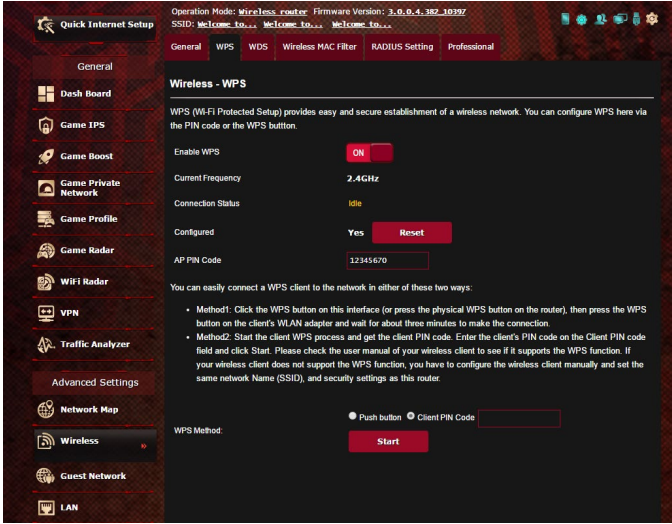 Quick Internet Setup
General
Dash Board
Game IPS
Game Boost
Game Private
Network
Game Profile
Game Radar
WiFi Radar
VPN
Traffic Analyzer
Advanced Settings
Network Map
Wireless
»
Guest Network
LAN
Operation Mode: Wireless router Firmware Version: 3.0.0.4.382_10397
SSID: Welcome to... Welcome to... Welcome to...
General WPS WDS Wireless MAC Filter RADIUS Setting Professional
Wireless - WPS
WPS (Wi-Fi Protected Setup) provides easy and secure establishment of a wireless network. You can configure WPS here via
the PIN code or the WPS buttton.
Enable WPS ON
Current Frequency 2.4GHz
Connection Status Idle
Configured Yes Reset
AP PIN Code 12345670
You can easily connect a WPS client to the network in either of these two ways:
• Method1: Click the WPS button on this interface (or press the physical WPS button on the router), then press the WPS
button on the client's WLAN adapter and wait for about three minutes to make the connection.
• Method2: Start the client WPS process and get the client PIN code. Enter the client's PIN code on the Client PIN code
field and click Start. Please check the user manual of your wireless client to see if it supports the WPS function. If
your wireless client does not support the WPS function, you have to configure the wireless client manually and set the
same network Name (SSID), and security settings as this router.
WPS Method: Push button Client PIN Code
Start